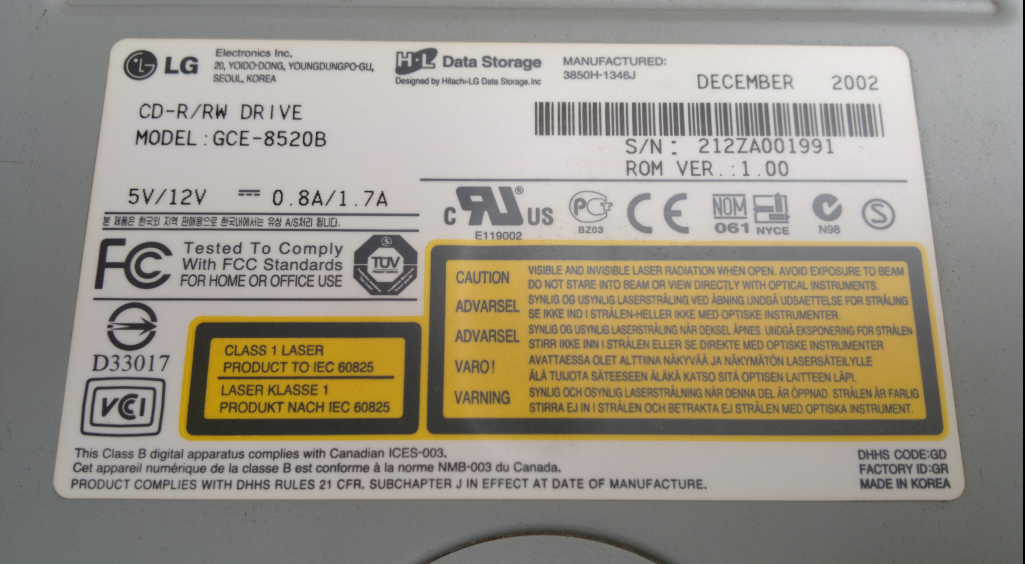 LG
Electronics Inc.
20, YOIDO-DONG, YOUNGDUNGPO-GU,
SEOUL, KOREA
H·L Data Storage
Designed by Hitachi-LG Data Storage.Inc
MANUFACTURED:
3850H-1346J
DECEMBER 2002
CD-R/RW DRIVE
MODEL:GCE-8520B
S/N: 212ZA001991
ROM VER.:1.00
5V/12V 0.8A/1.7A
본 제품은 한국외 지역 판매용으로 한국내에서는 유상 A/S처리 됩니다.
FC
Tested To Comply
With FCC Standards
FOR HOME OR OFFICE USE
S
TÜV
C RU ® US
E119002
PCT
BZ03
CE
NOM
061
NYCE
N98
S
D33017
VCI
CLASS 1 LASER
PRODUCT TO IEC 60825
LASER KLASSE 1
PRODUKT NACH IEC 60825
CAUTION VISIBLE AND INVISIBLE LASER RADIATION WHEN OPEN. AVOID EXPOSURE TO BEAM
DO NOT STARE INTO BEAM OR VIEW DIRECTLY WITH OPTICAL INSTRUMENTS.
ADVARSEL SYNLIG OG USYNLIG LASERSTRÅLING VED ÅBNING.UNDGÅ UDSAETTELSE FOR STRÅLING
SE IKKE IND I STRÅLEN-HELLER IKKE MED OPTISKE INSTRUMENTER.
ADVARSEL SYNLIG OG USYNLIG LASERSTRÅLING NÅR DEKSEL ÅPNES. UNDGÅ EKSPONERING FOR STRÅLEN
STIRR IKKE INN I STRÅLEN ELLER SE DIREKTE MED OPTISKE INSTRUMENTER
VARO! AVATTAESSA OLET ALTTIINA NÄKYVÄÄ JA NÄKYMÄTÖN LASERSÄTEILYLLE
ÄLÄ TUIJOTA SÄTEESEEN ÄLÄKÄ KATSO SITÄ OPTISEN LAITTEEN LÄPI.
VARNING SYNLIG OCH OSYNLIG LASERSTRÅLNING NÄR DENNA DEL ÄR ÖPPNAD STRÅLEN ÄR FARLIG
STIRRA EJ IN I STRÅLEN OCH BETRAKTA EJ STRÅLEN MED OPTISKA INSTRUMENT.
This Class B digital apparatus complies with Canadian ICES-003.
Cet appareil numérique de la classe B est conforme à la norme NMB-003 du Canada.
PRODUCT COMPLIES WITH DHHS RULES 21 CFR. SUBCHAPTER J IN EFFECT AT DATE OF MANUFACTURE.
DHHS CODE:GD
FACTORY ID:GR
MADE IN KOREA